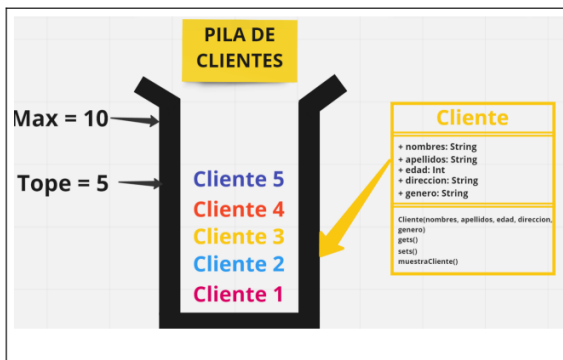 PILA DE
CLIENTES
Max = 10
Tope = 5
Cliente 5
Cliente 4
Cliente 3
Cliente 2
Cliente 1
Cliente
+ nombres: String
+ apellidos: String
+ edad: Int
+ direccion: String
+ genero: String
Cliente(nombres, apellidos, edad, direccion,
genero)
gets()
sets()
muestraCliente()